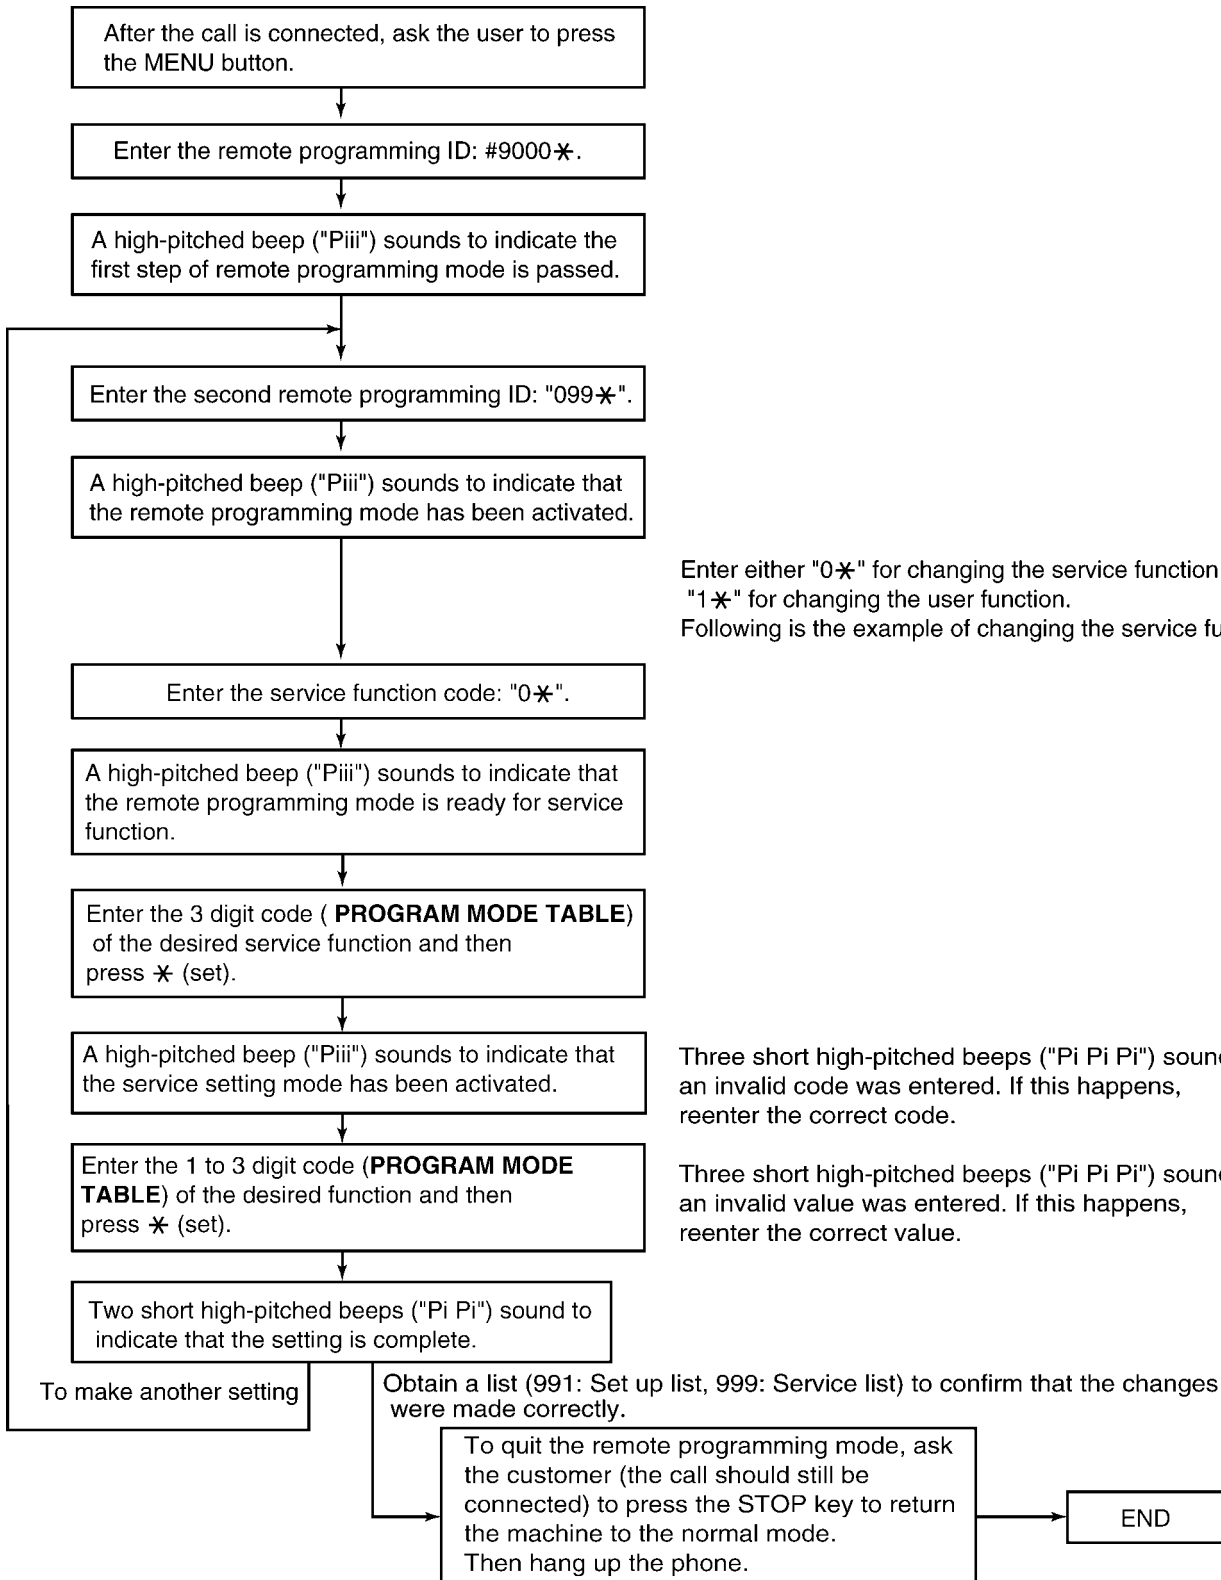 After the call is connected, ask the user to press
the MENU button.
Enter the remote programming ID: #9000*.
A high-pitched beep ("Piii") sounds to indicate the
first step of remote programming mode is passed.
Enter the second remote programming ID: "099*".
A high-pitched beep ("Piii") sounds to indicate that
the remote programming mode has been activated.
Enter either "0*" for changing the service function
"1*" for changing the user function.
Following is the example of changing the service
Enter the service function code: "0*".
A high-pitched beep ("Piii") sounds to indicate that
the remote programming mode is ready for service
function.
Enter the 3 digit code ( PROGRAM MODE TABLE)
of the desired service function and then
press * (set).
A high-pitched beep ("Piii") sounds to indicate that
the service setting mode has been activated.
Three short high-pitched beeps ("Pi Pi Pi")
an invalid code was entered. If this happens,
reenter the correct code.
Enter the 1 to 3 digit code (PROGRAM MODE
TABLE) of the desired function and then
press * (set).
Three short high-pitched beeps ("Pi Pi Pi")
an invalid value was entered. If this happens,
reenter the correct value.
Two short high-pitched beeps ("Pi Pi") sound to
indicate that the setting is complete.
To make another setting
Obtain a list (991: Set up list, 999: Service list) to confirm that the changes
were made correctly.
To quit the remote programming mode, ask
the customer (the call should still be
connected) to press the STOP key to return
the machine to the normal mode.
Then hang up the phone.
END